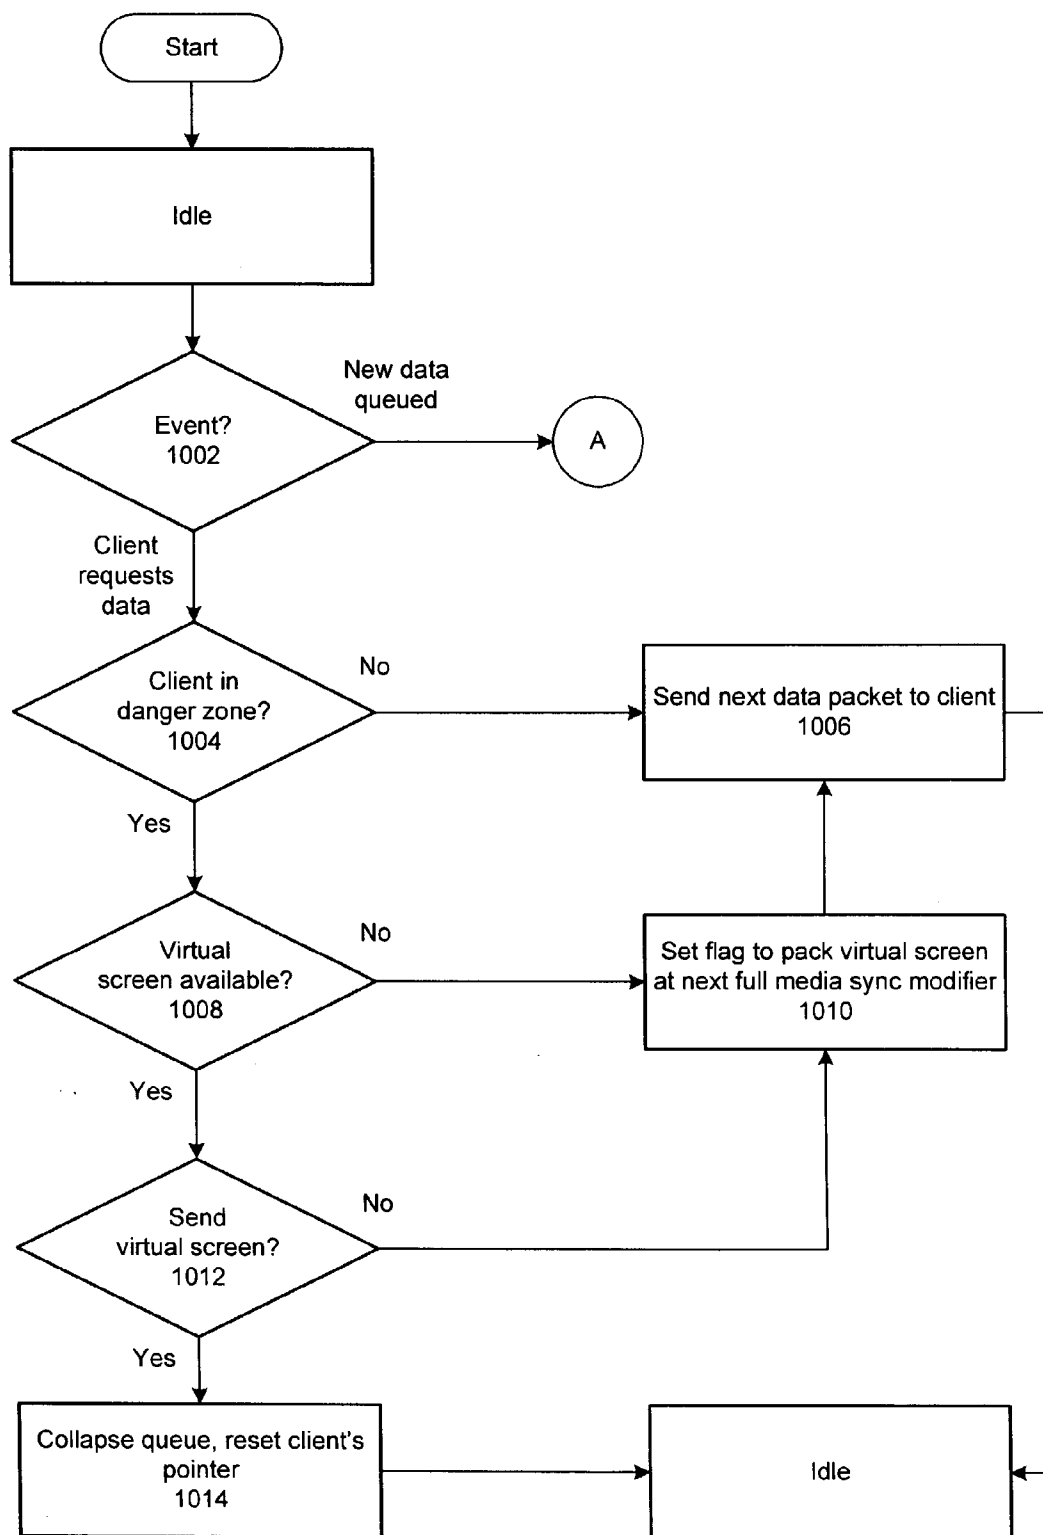 Start
Idle
Event?
1002
New data
queued
A
Client
requests
data
Client in
danger zone?
1004
No
Send next data packet to client
1006
Yes
Virtual
screen available?
1008
No
Set flag to pack virtual screen
at next full media sync modifier
1010
Yes
Send
virtual screen?
1012
No
Yes
Collapse queue, reset client's
pointer
1014
Idle